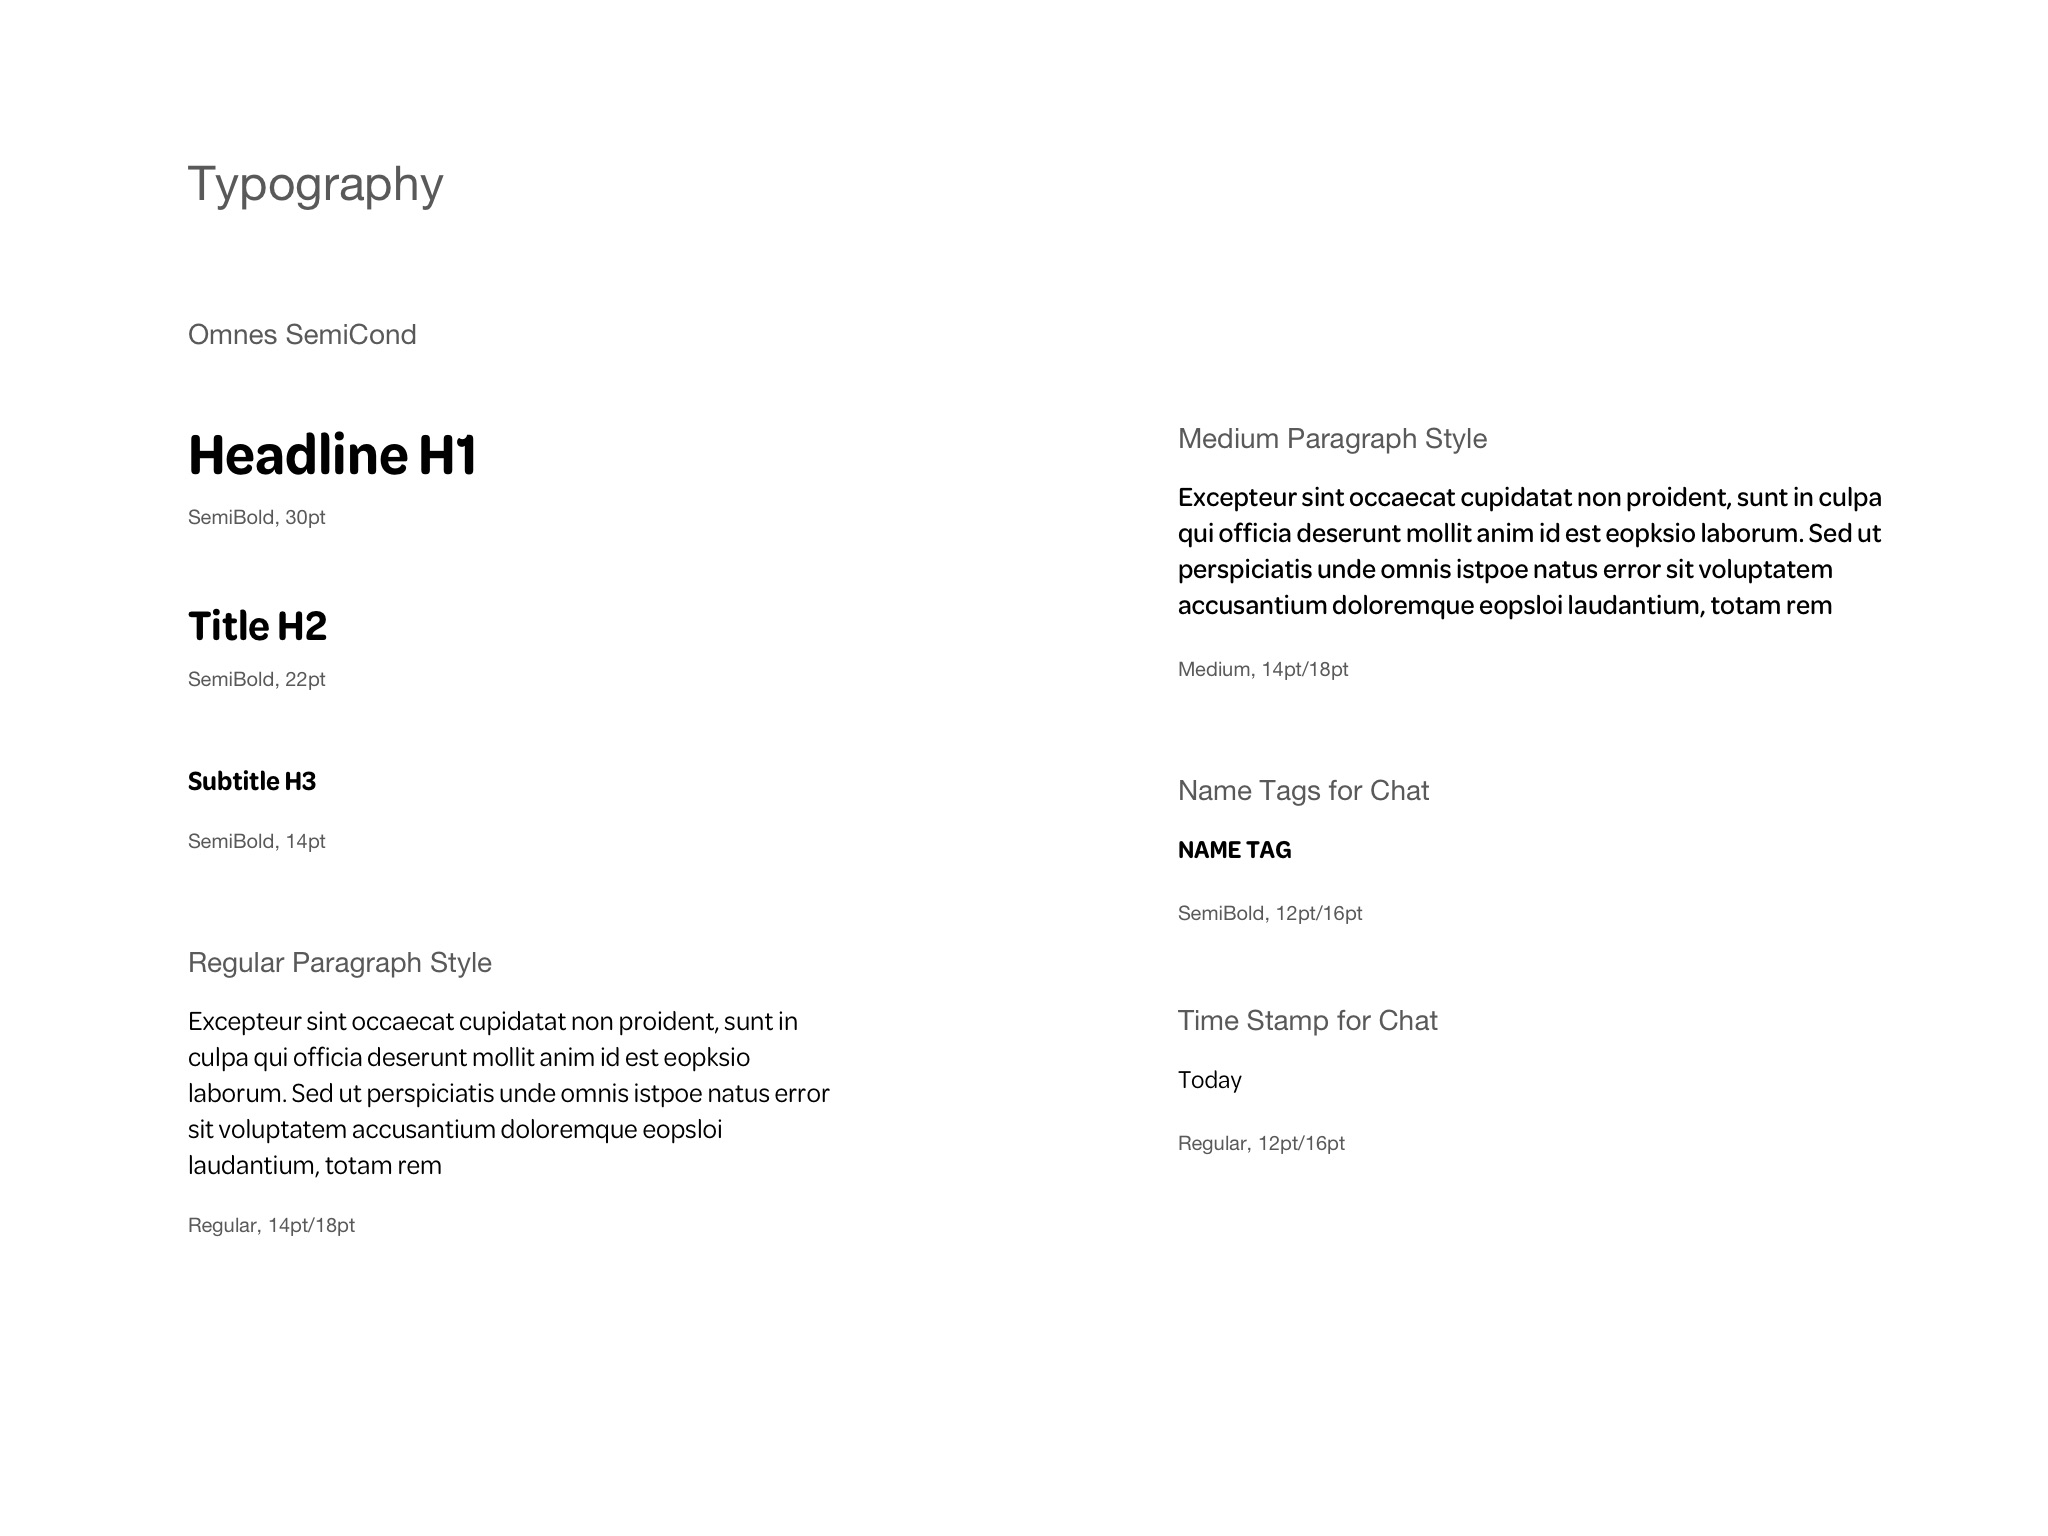 Typography
Omnes SemiCond
Headline H1
SemiBold, 30pt
Title H2
SemiBold, 22pt
Subtitle H3
SemiBold, 14pt
Regular Paragraph Style
Excepteur sint occaecat cupidatat non proident, sunt in
culpa qui officia deserunt mollit anim id est eopksio
laborum. Sed ut perspiciatis unde omnis istpoe natus error
sit voluptatem accusantium doloremque eopsloi
laudantium, totam rem
Regular, 14pt/18pt
Medium Paragraph Style
Excepteur sint occaecat cupidatat non proident, sunt in culpa
qui officia deserunt mollit anim id est eopksio laborum. Sed ut
perspiciatis unde omnis istpoe natus error sit voluptatem
accusantium doloremque eopsloi laudantium, totam rem
Medium, 14pt/18pt
Name Tags for Chat
NAME TAG
SemiBold, 12pt/16pt
Time Stamp for Chat
Today
Regular, 12pt/16pt